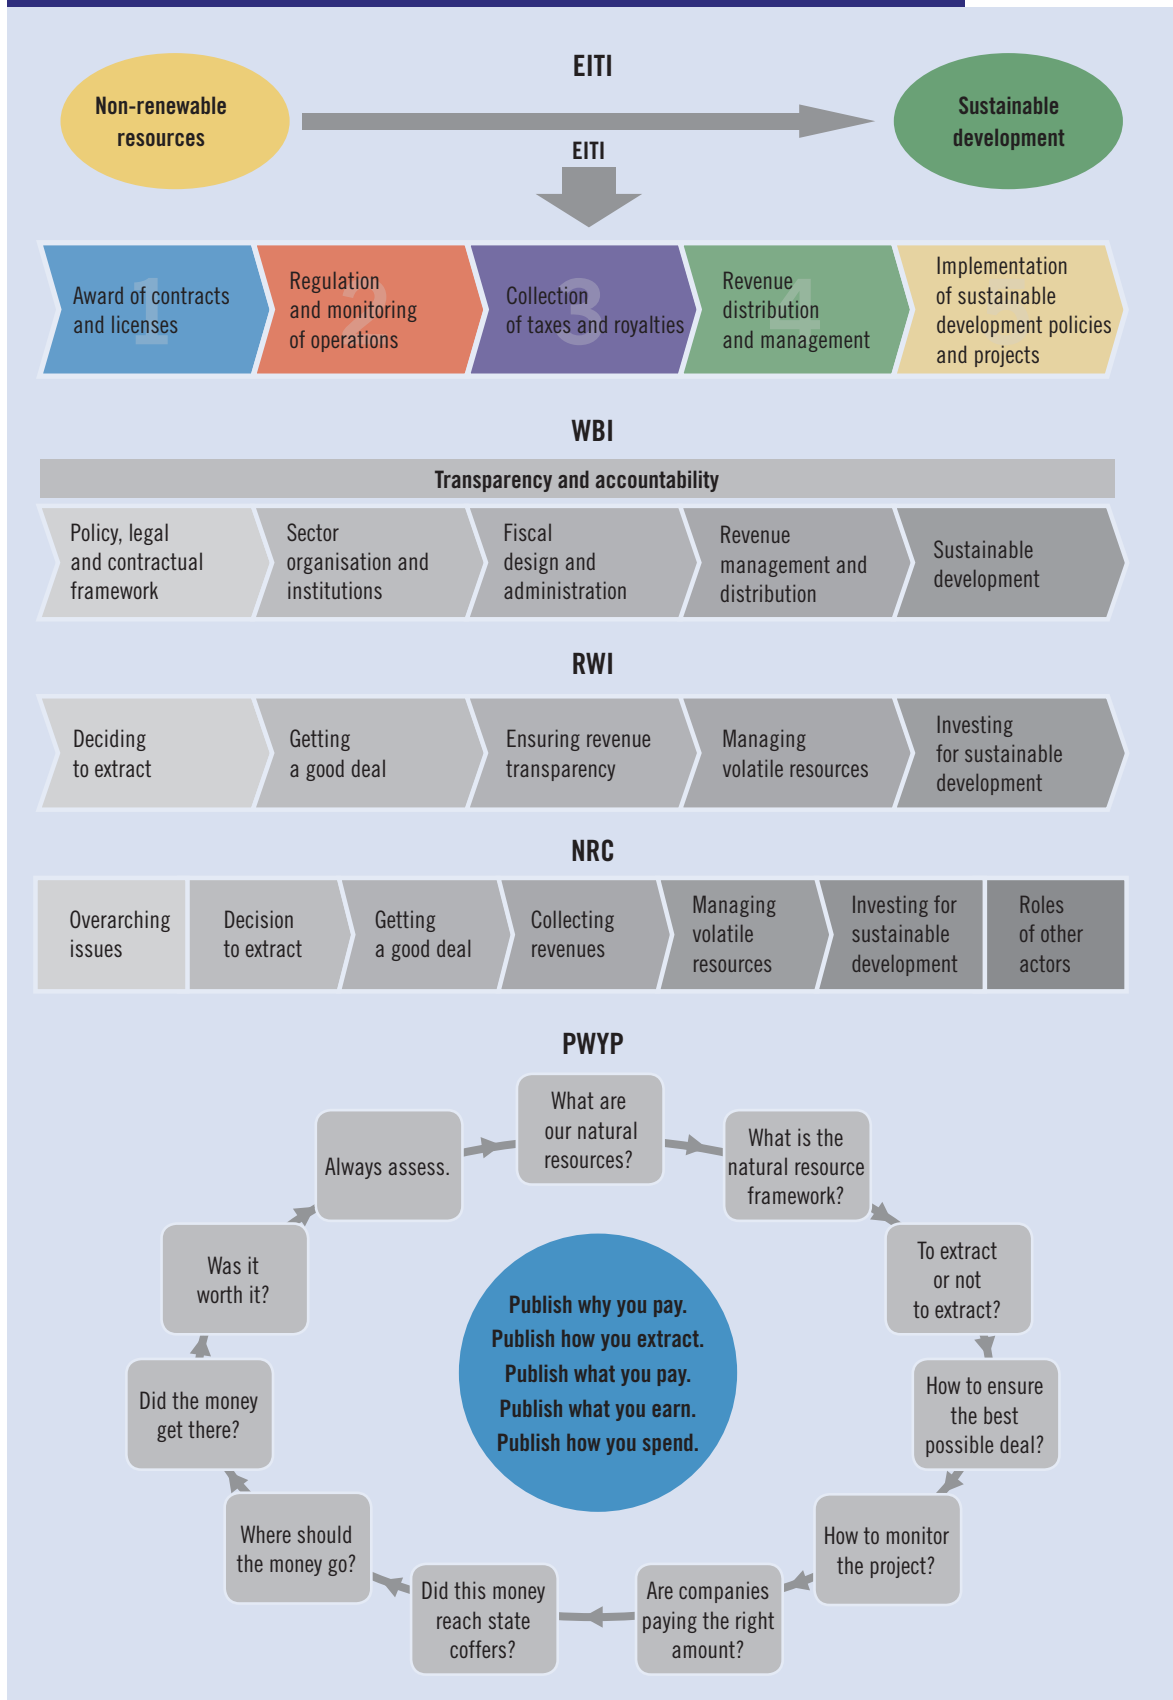 EITI
Non-renewable
resources
Sustainable
development
EITI
1
Award of contracts
and licenses
2
Regulation
and monitoring
of operations
3
Collection
of taxes and royalties
4
Revenue
distribution
and management
5
Implementation
of sustainable
development policies
and projects
WBI
Transparency and accountability
Policy, legal
and contractual
framework
Sector
organisation and
institutions
Fiscal
design and
administration
Revenue
management and
distribution
Sustainable
development
RWI
Deciding
to extract
Getting
a good deal
Ensuring revenue
transparency
Managing
volatile resources
Investing
for sustainable
development
NRC
Overarching
issues
Decision
to extract
Getting
a good deal
Collecting
revenues
Managing
volatile
resources
Investing for
sustainable
development
Roles
of other
actors
PWYP
What are
our natural
resources?
What is the
natural resource
framework?
To extract
or not
to extract?
How to ensure
the best
possible deal?
How to monitor
the project?
Are companies
paying the right
amount?
Did this money
reach state
coffers?
Where should
the money go?
Did the money
get there?
Was it
worth it?
Always assess.
Publish why you pay.
Publish how you extract.
Publish what you pay.
Publish what you earn.
Publish how you spend.